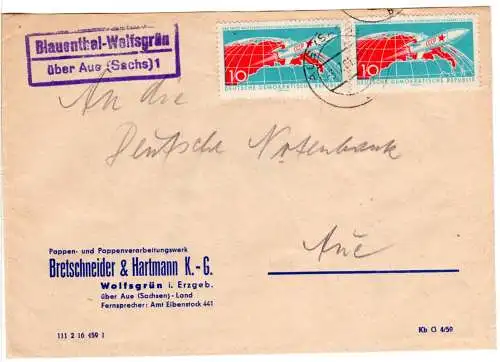 Blauenthal-Wolfsgrün
über Aue (Sachs)1
10
DEUTSCHE DEMOKRATISCHE REPUBLIK
10
DEUTSCHE DEMOKRATISCHE REPUBLIK
An die
Deutsche Notenbank
Aue
Pappen- und Pappenverarbeitungswerk
Bretschneider & Hartmann K.-G.
Wolfsgrün i. Erzgeb.
über Aue (Sachsen) - Land
Fernsprecher: Amt Eibenstock 441
111 2 16 459 1
Kb G 4/59